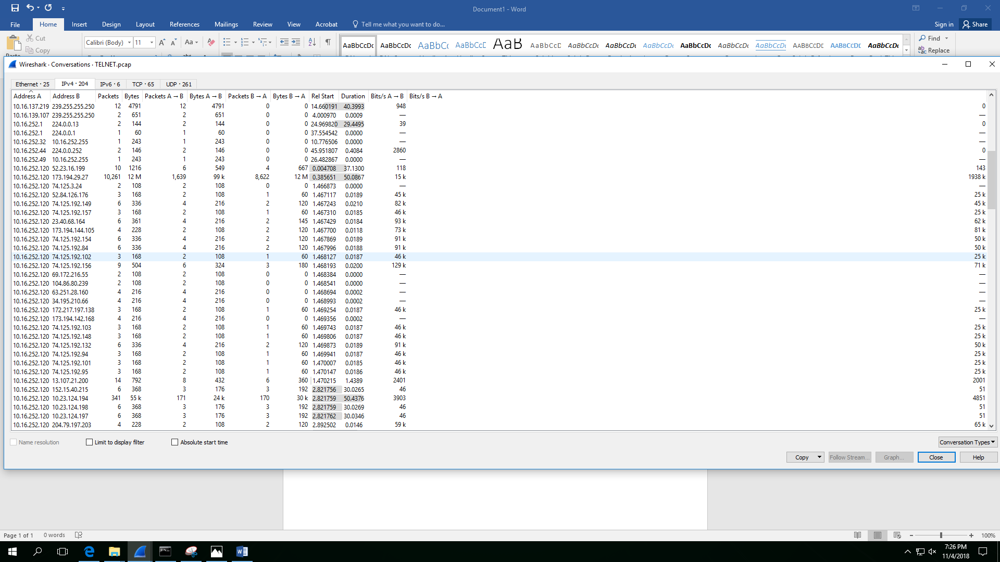 Document1 - Word
File Home Insert Design Layout References Mailings Review View Acrobat Tell me what you want to do... Sign in Share
Cut Calibri (Body) 11 Aa AaBbCcDc AaBbCcDc AaBbCc AaBbCcD AaB AaBbCcD AaBbCcDc AaBbCcDc AaBbCcDc AaBbCcDc AaBbCcDc AaBbCcDc AABBCCDE AABBCCDE AaBbCcDc Find
Copy Replace
Wireshark · Conversations · TELNET.pcap
Ethernet · 25 IPv4 · 204 IPv6 · 6 TCP · 65 UDP · 261
Address A Address B Packets Bytes Packets A → B Bytes A → B Packets B → A Bytes B → A Rel Start Duration Bits/s A → B Bits/s B → A
10.16.137.219 239.255.255.250 12 4791 12 4791 0 0 14.660191 40.3993 948 0
10.16.139.107 239.255.255.250 2 651 2 651 0 0 4.000970 0.0009 — —
10.16.252.1 224.0.0.13 2 144 2 144 0 0 24.969820 29.4495 39 0
10.16.252.1 224.0.0.1 1 60 1 60 0 0 37.554542 0.0000 — —
10.16.252.32 10.16.252.255 1 243 1 243 0 0 10.776506 0.0000 — —
10.16.252.44 224.0.0.252 2 146 2 146 0 0 45.951807 0.4084 2860 0
10.16.252.49 10.16.252.255 1 243 1 243 0 0 26.482867 0.0000 — —
10.16.252.120 52.23.16.199 10 1216 6 549 4 667 0.004708 37.1300 118 143
10.16.252.120 173.194.29.27 10,261 12 M 1,639 99 k 8,622 12 M 0.385651 50.0867 15 k 1938 k
10.16.252.120 74.125.3.24 2 108 2 108 0 0 1.466873 0.0000 — —
10.16.252.120 52.84.126.176 3 168 2 108 1 60 1.467117 0.0189 45 k 25 k
10.16.252.120 74.125.192.149 6 336 4 216 2 120 1.467243 0.0210 82 k 45 k
10.16.252.120 74.125.192.157 3 168 2 108 1 60 1.467310 0.0185 46 k 25 k
10.16.252.120 23.40.68.164 6 361 4 216 2 145 1.467429 0.0184 93 k 62 k
10.16.252.120 173.194.144.105 4 228 2 108 2 120 1.467700 0.0118 73 k 81 k
10.16.252.120 74.125.192.154 6 336 4 216 2 120 1.467869 0.0189 91 k 50 k
10.16.252.120 74.125.192.84 6 336 4 216 2 120 1.467996 0.0188 91 k 50 k
10.16.252.120 74.125.192.102 3 168 2 108 1 60 1.468127 0.0187 46 k 25 k
10.16.252.120 74.125.192.156 9 504 6 324 3 180 1.468193 0.0200 129 k 71 k
10.16.252.120 69.172.216.55 2 108 2 108 0 0 1.468384 0.0000 — —
10.16.252.120 104.86.80.239 2 108 2 108 0 0 1.468541 0.0000 — —
10.16.252.120 63.251.28.160 4 216 4 216 0 0 1.468694 0.0002 — —
10.16.252.120 34.195.210.66 4 216 4 216 0 0 1.468993 0.0002 — —
10.16.252.120 172.217.197.138 3 168 2 108 1 60 1.469254 0.0187 46 k 25 k
10.16.252.120 173.194.142.168 4 216 4 216 0 0 1.469356 0.0002 — —
10.16.252.120 74.125.192.103 3 168 2 108 1 60 1.469743 0.0187 46 k 25 k
10.16.252.120 74.125.192.148 3 168 2 108 1 60 1.469806 0.0187 46 k 25 k
10.16.252.120 74.125.192.132 6 336 4 216 2 120 1.469873 0.0189 91 k 50 k
10.16.252.120 74.125.192.94 3 168 2 108 1 60 1.469941 0.0187 46 k 25 k
10.16.252.120 74.125.192.101 3 168 2 108 1 60 1.470007 0.0185 46 k 25 k
10.16.252.120 74.125.192.95 3 168 2 108 1 60 1.470147 0.0186 46 k 25 k
10.16.252.120 13.107.21.200 14 792 8 432 6 360 1.470215 1.4389 2401 2001
10.16.252.120 152.15.40.215 6 368 3 176 3 192 2.821756 30.0265 46 51
10.16.252.120 10.23.124.194 341 55 k 171 24 k 170 30 k 2.821759 50.4376 3903 4851
10.16.252.120 10.23.124.198 6 368 3 176 3 192 2.821759 30.0269 46 51
10.16.252.120 10.23.124.197 6 368 3 176 3 192 2.821762 30.0346 46 51
10.16.252.120 204.79.197.203 4 228 2 108 2 120 2.892502 0.0146 59 k 65 k
Name resolution Limit to display filter Absolute start time Conversation Types
Copy Follow Stream... Graph... Close Help
Page 1 of 1 0 words 100%
7:26 PM
11/4/2018